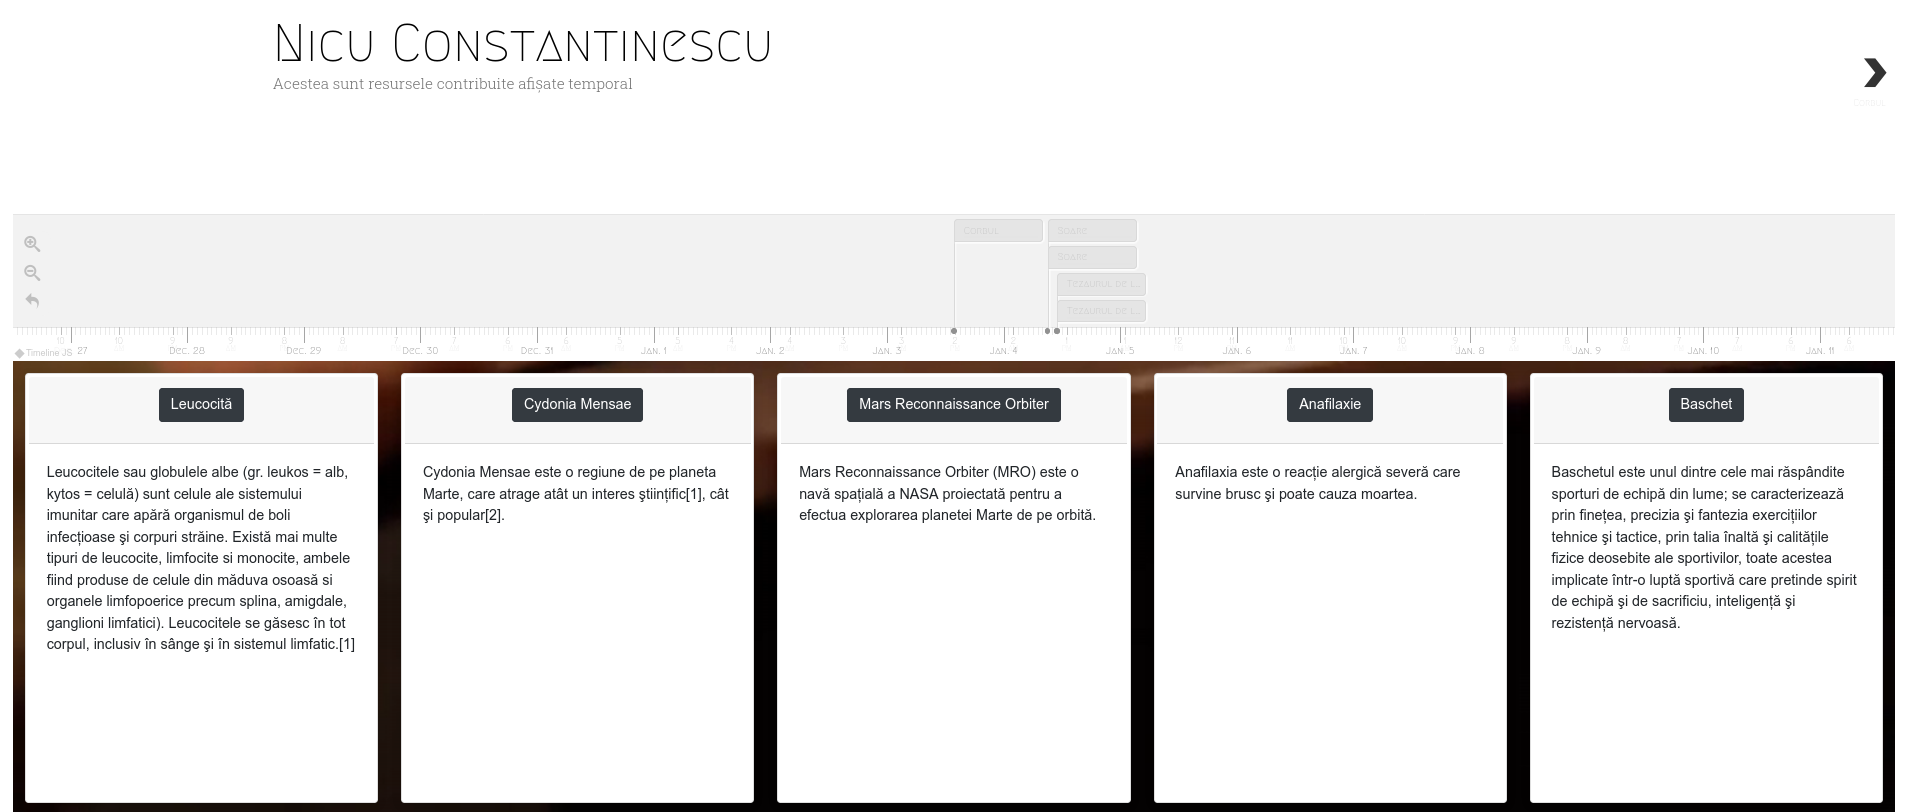 Nicu Constantinescu
Acestea sunt resursele contribuite afișate temporal
Conul
Soare
Soare
Tezaurul de l...
Tezaurul de l...
Timeline JS
27
Dec. 28
Dec. 29
Dec. 30
Dec. 31
Jan. 1
Jan. 2
Jan. 3
Jan. 4
Jan. 5
Jan. 6
Jan. 7
Jan. 8
Jan. 9
Jan. 10
Jan. 11
Leucocită
Leucocitele sau globulele albe (gr. leukos = alb,
kytos = celulă) sunt celule ale sistemului
imunitar care apără organismul de boli
infecțioase şi corpuri străine. Există mai multe
tipuri de leucocite, limfocite si monocite, ambele
fiind produse de celule din măduva osoasă si
organele limfopoerice precum splina, amigdale,
ganglioni limfatici). Leucocitele se găsesc în tot
corpul, inclusiv în sânge şi în sistemul limfatic.[1]
Cydonia Mensae
Cydonia Mensae este o regiune de pe planeta
Marte, care atrage atât un interes ştiințific[1], cât
şi popular[2].
Mars Reconnaissance Orbiter
Mars Reconnaissance Orbiter (MRO) este o
navă spațială a NASA proiectată pentru a
efectua explorarea planetei Marte de pe orbită.
Anafilaxie
Anafilaxia este o reacție alergică severă care
survine brusc şi poate cauza moartea.
Baschet
Baschetul este unul dintre cele mai răspândite
sporturi de echipă din lume; se caracterizează
prin finețea, precizia şi fantezia exercițiilor
tehnice şi tactice, prin talia înaltă şi calitățile
fizice deosebite ale sportivilor, toate acestea
implicate într-o luptă sportivă care pretinde spirit
de echipă şi de sacrificiu, inteligență şi
rezistență nervoasă.